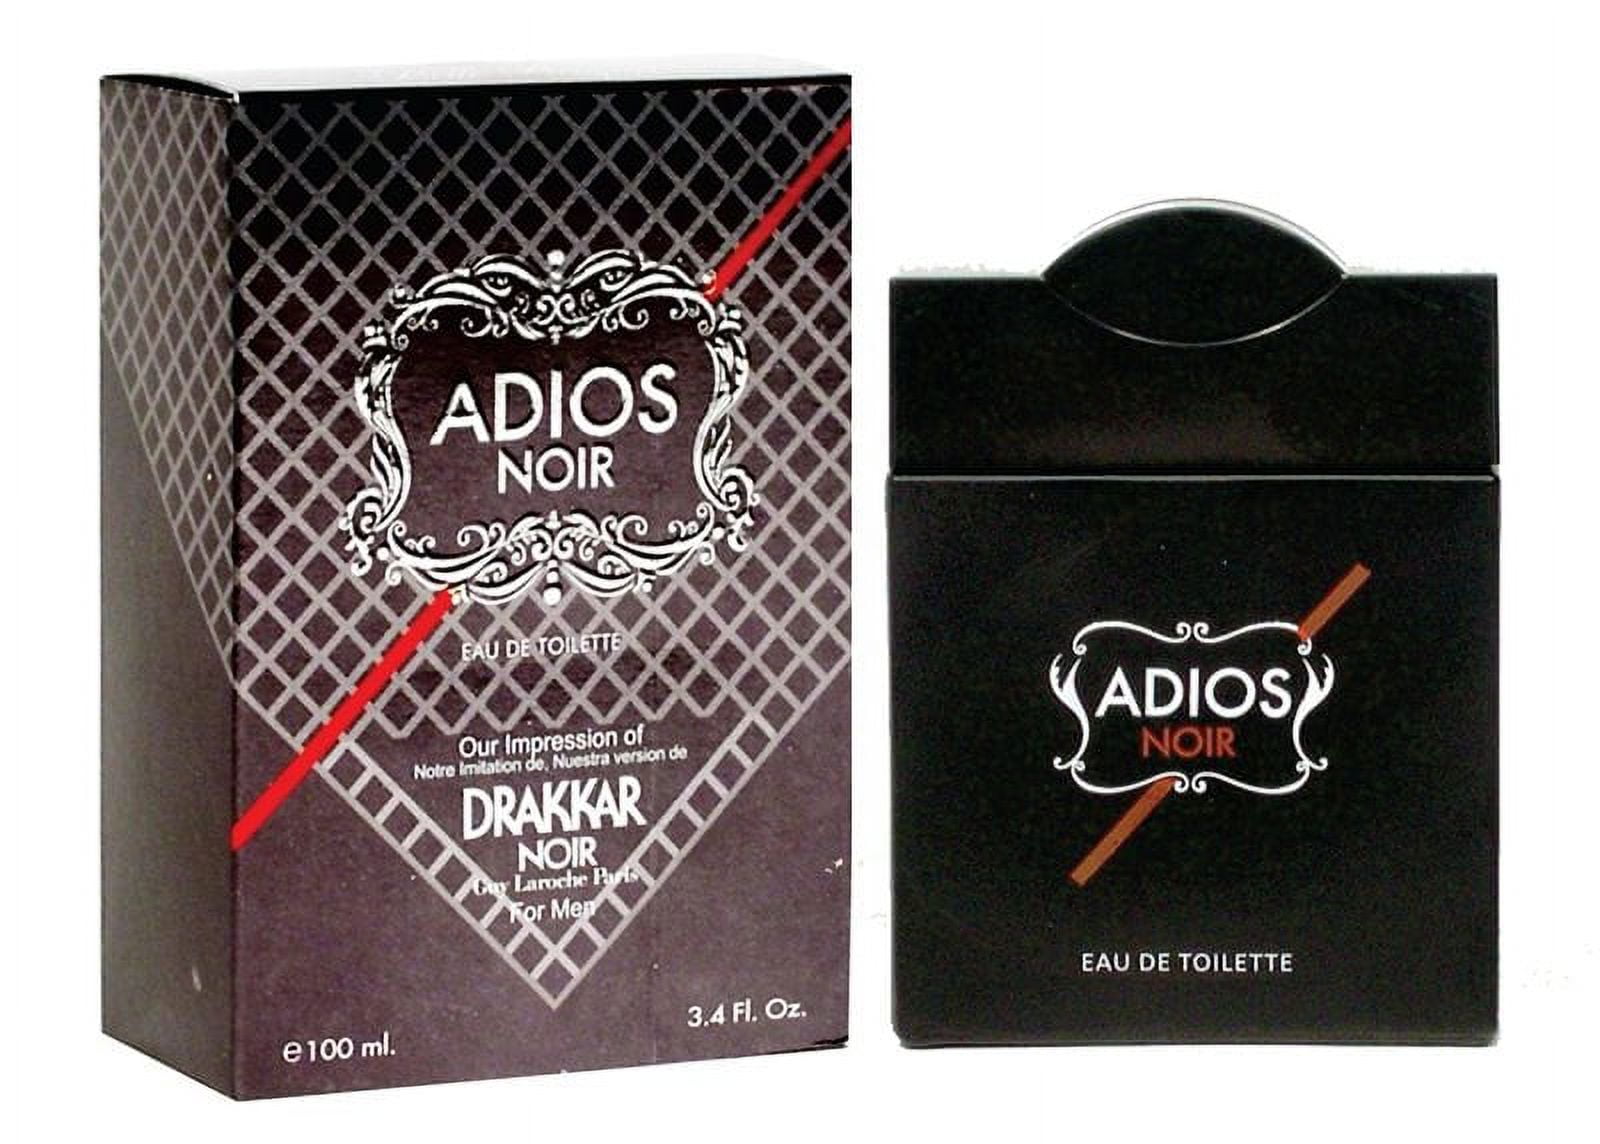 ADIOS
NOIR
EAU DE TOILETTE
Our Impression of
Notre Imitation de, Nuestra version de
DRAKKAR
NOIR
Guy Laroche Paris
For Men
3.4 Fl. Oz.
e100 ml.
ADIOS
NOIR
EAU DE TOILETTE